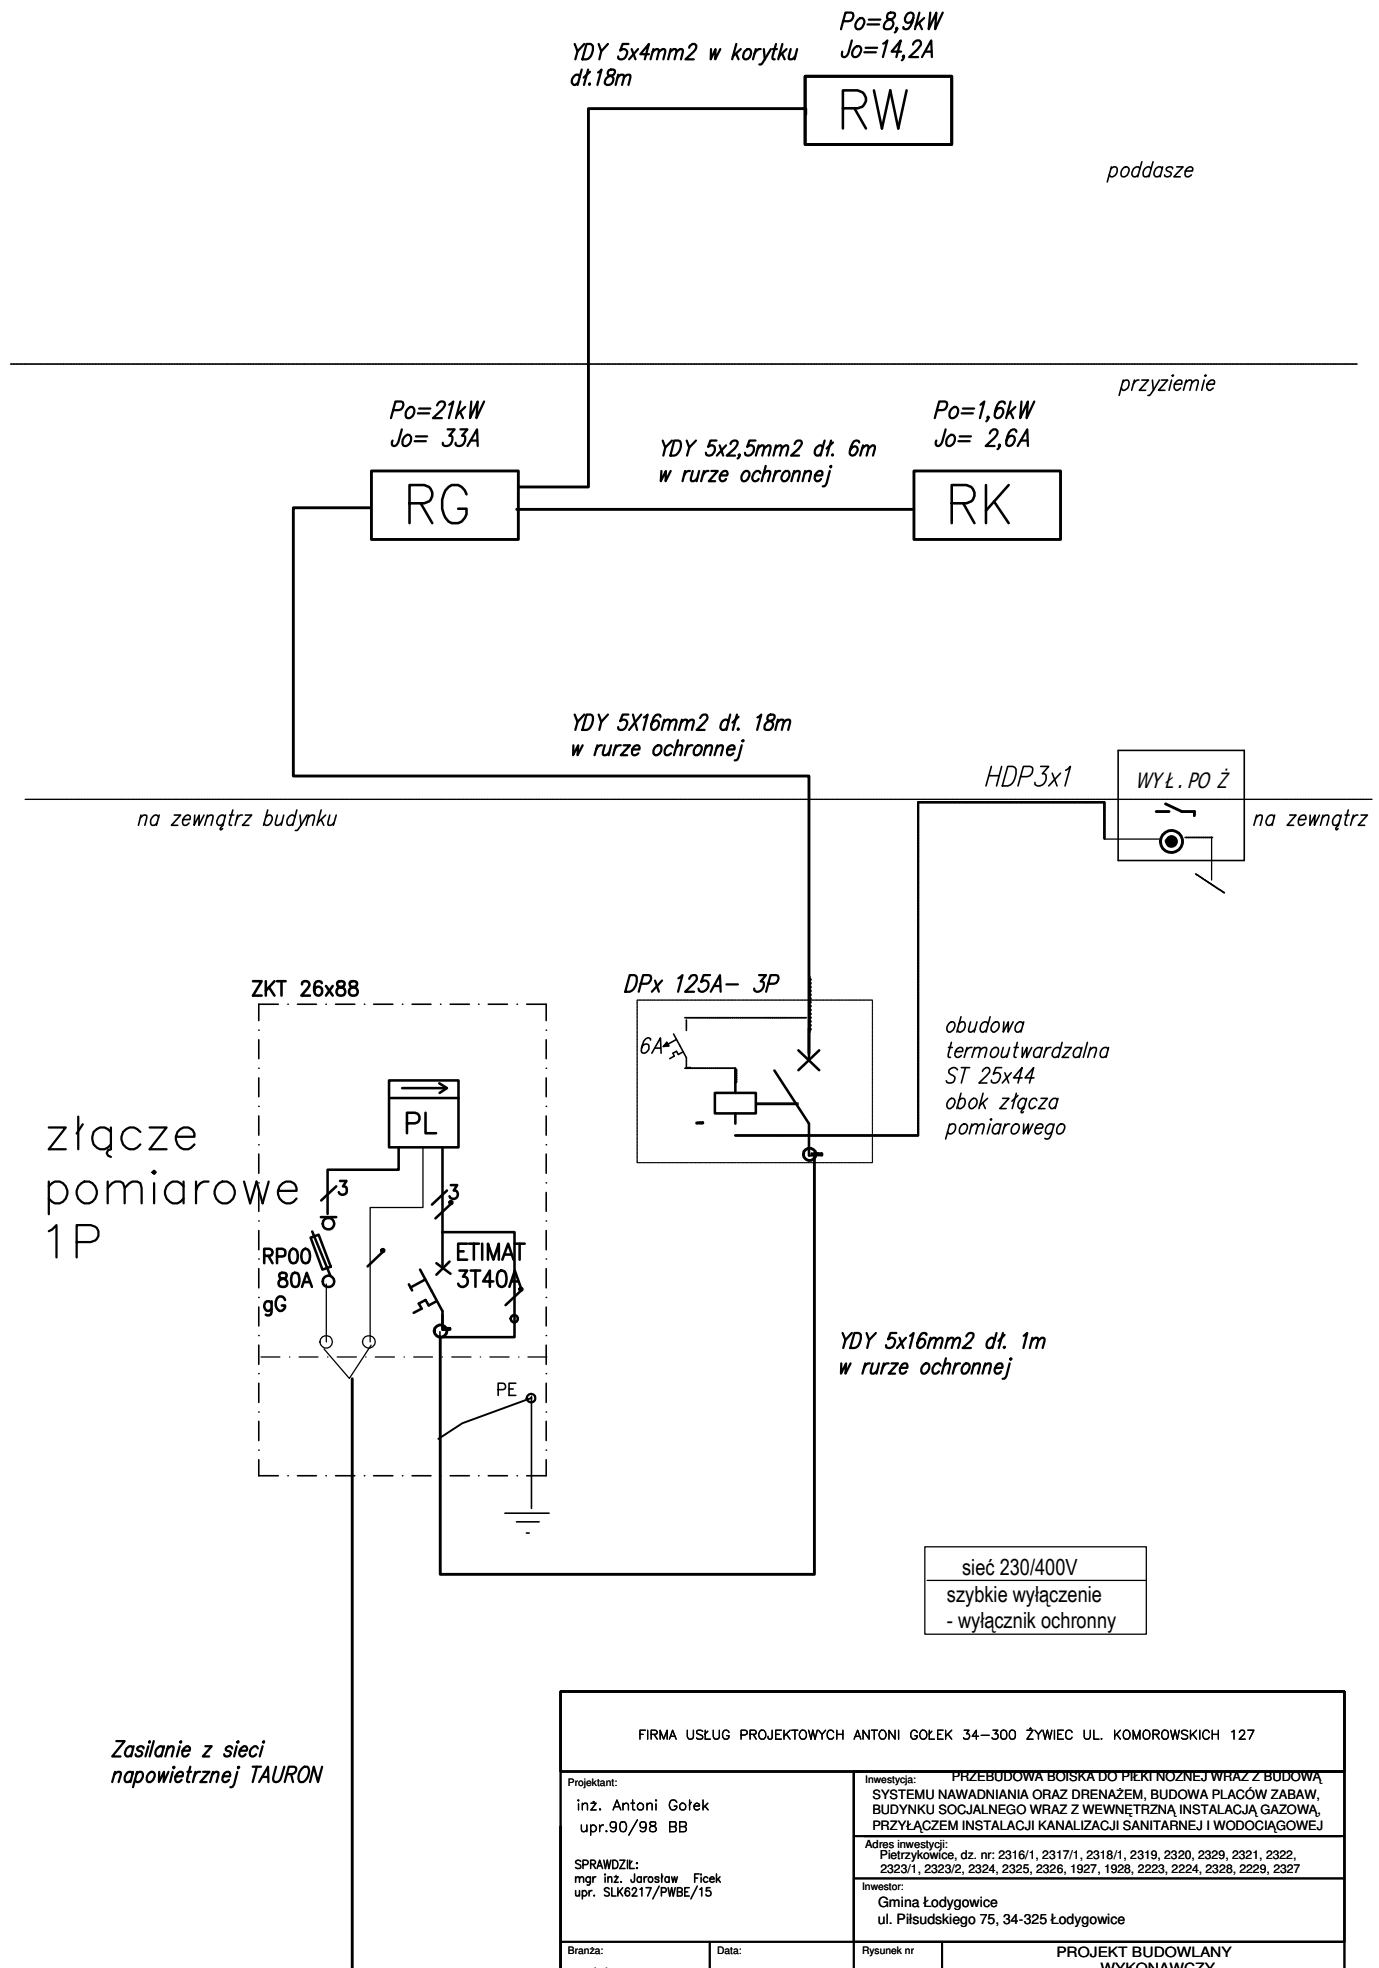 Po=8,9kW
Jo=14,2A
YDY 5x4mm2 w korytku
dł.18m
RW
poddasze
przyziemie
Po=21kW
Jo= 33A
Po=1,6kW
Jo= 2,6A
YDY 5x2,5mm2 dł. 6m
w rurze ochronnej
RG
RK
YDY 5X16mm2 dł. 18m
w rurze ochronnej
HDP3x1
WYŁ.PO Ż
na zewnątrz budynku
na zewnątrz
ZKT 26x88
DPx 125A- 3P
6A
obudowa
termoutwardzalna
ST 25x44
obok złącza
pomiarowego
PL
złącze
pomiarowe
1P
3
3
RP00
80A
gG
ETIMAT
3T40A
YDY 5x16mm2 dł. 1m
w rurze ochronnej
PE
sieć 230/400V
szybkie wyłączenie
- wyłącznik ochronny
Zasilanie z sieci
napowietrznej TAURON
FIRMA USŁUG PROJEKTOWYCH ANTONI GOŁEK 34-300 ŻYWIEC UL. KOMOROWSKICH 127
Projektant:
inż. Antoni Gołek
upr.90/98 BB
SPRAWDZIŁ:
mgr inż. Jarosław Ficek
upr. SLK6217/PWBE/15
Inwestycja: PRZEBUDOWA BOISKA DO PIŁKI NOŻNEJ WRAZ Z BUDOWĄ
SYSTEMU NAWADNIANIA ORAZ DRENAŻEM, BUDOWA PLACÓW ZABAW,
BUDYNKU SOCJALNEGO WRAZ Z WEWNĘTRZNĄ INSTALACJĄ GAZOWĄ,
PRZYŁĄCZEM INSTALACJI KANALIZACJI SANITARNEJ I WODOCIĄGOWEJ
Adres inwestycji:
Pietrzykowice, dz. nr: 2316/1, 2317/1, 2318/1, 2319, 2320, 2329, 2321, 2322,
2323/1, 2323/2, 2324, 2325, 2326, 1927, 1928, 2223, 2224, 2328, 2229, 2327
Inwestor:
Gmina Łodygowice
ul. Piłsudskiego 75, 34-325 Łodygowice
Branża:
Data:
Rysunek nr
PROJEKT BUDOWLANY
WYKONAWCZY